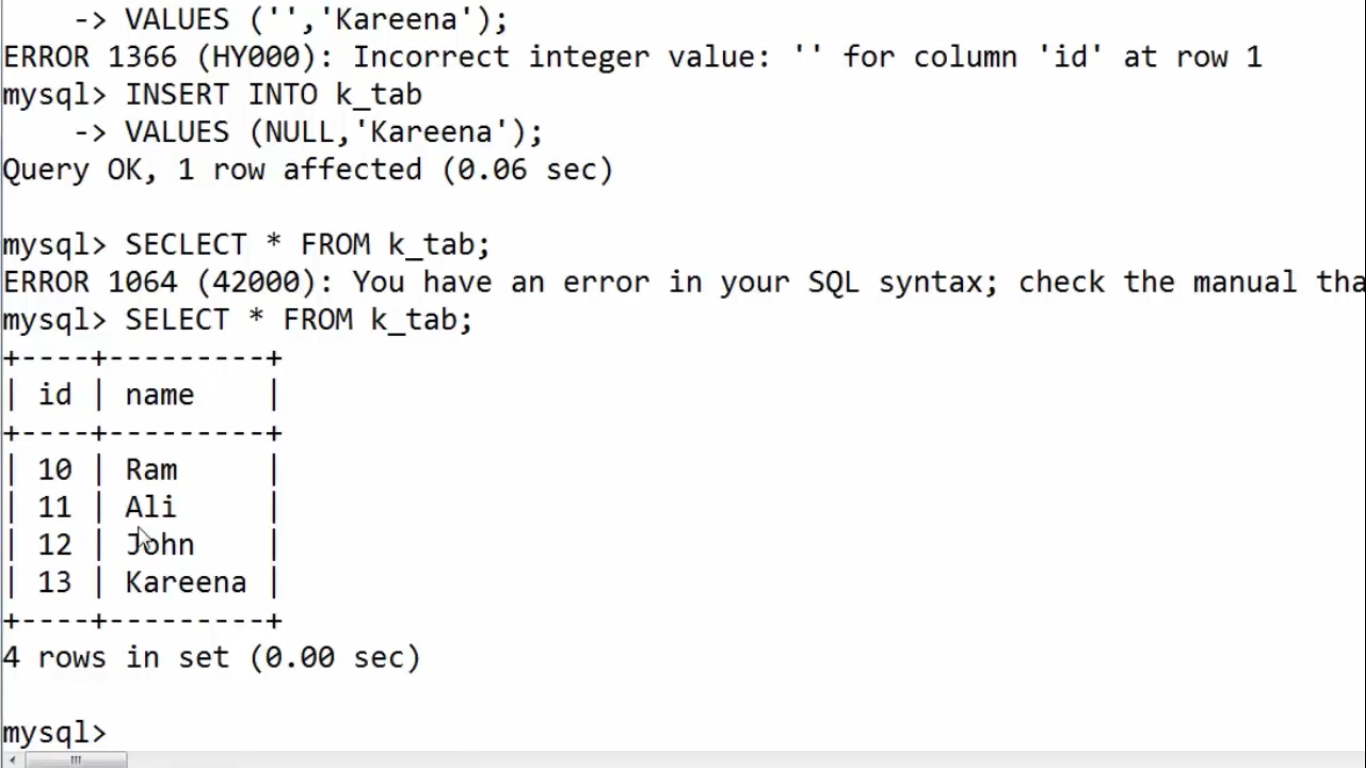 -> VALUES ('','Kareena');
ERROR 1366 (HY000): Incorrect integer value: '' for column 'id' at row 1
mysql> INSERT INTO k_tab
    -> VALUES (NULL,'Kareena');
Query OK, 1 row affected (0.06 sec)
mysql> SECLECT * FROM k_tab;
ERROR 1064 (42000): You have an error in your SQL syntax; check the manual tha
mysql> SELECT * FROM k_tab;
+----+---------+
| id | name    |
+----+---------+
| 10 | Ram     |
| 11 | Ali     |
| 12 | John    |
| 13 | Kareena |
+----+---------+
4 rows in set (0.00 sec)
mysql>